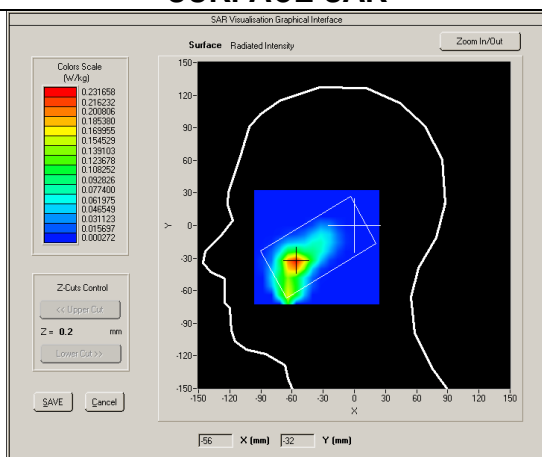 SURFACE SAR
SAR Visualisation Graphical Interface
Surface Radiated Intensity
Zoom In/Out
Colors Scale
(W/kg)
0.231658
0.216232
0.200806
0.185380
0.169955
0.154529
0.139103
0.123678
0.108252
0.092826
0.077400
0.061975
0.046549
0.031123
0.015697
0.000272
Z-Cuts Control
<< Upper Cut
Z = 0.2 mm
Lower Cut >>
SAVE
Cancel
150
120
90
60
30
0
-30
-60
-90
-120
-150
Y
-150 -120 -90 -60 -30 0 30 60 90 120 150
X
-56 X (mm) -32 Y (mm)